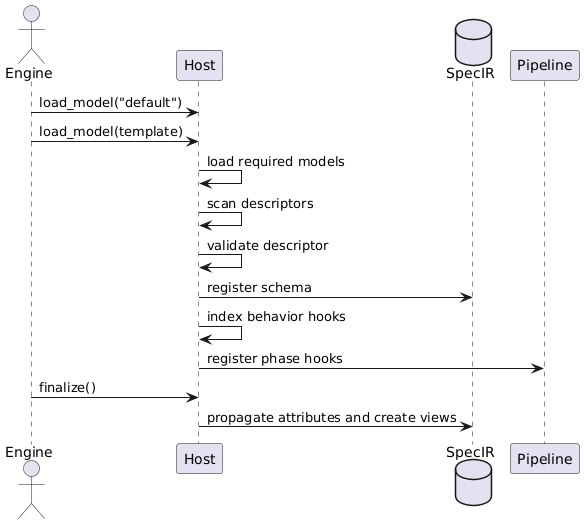 Engine
Host
SpecIR
Pipeline
load_model("default")
load_model(template)
load required models
scan descriptors
validate descriptor
register schema
index behavior hooks
register phase hooks
finalize()
propagate attributes and create views
Engine
Host
SpecIR
Pipeline